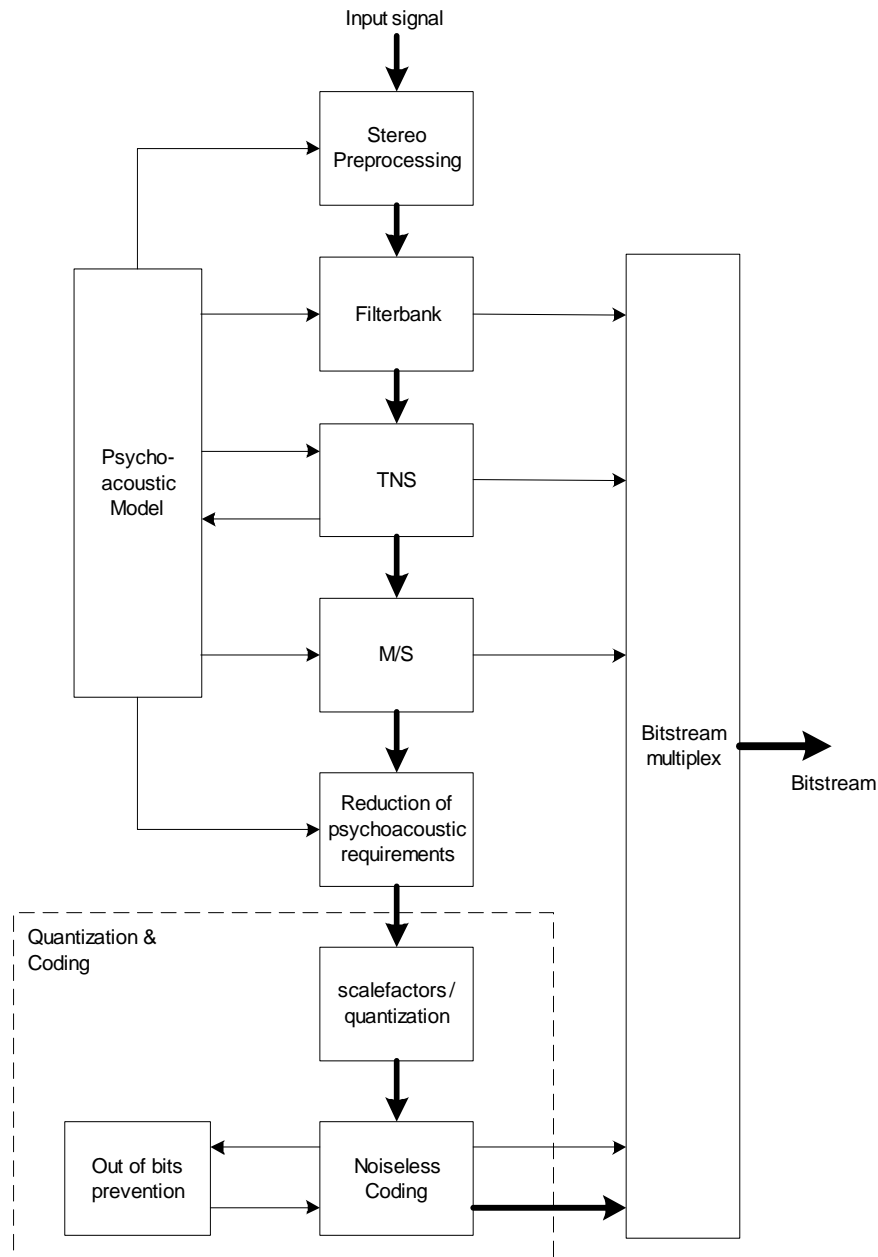 Input signal
Stereo
Preprocessing
Filterbank
Psycho-
acoustic
Model
TNS
M/S
Bitstream
multiplex
Bitstream
Reduction of
psychoacoustic
requirements
Quantization &
Coding
scalefactors/
quantization
Out of bits
prevention
Noiseless
Coding